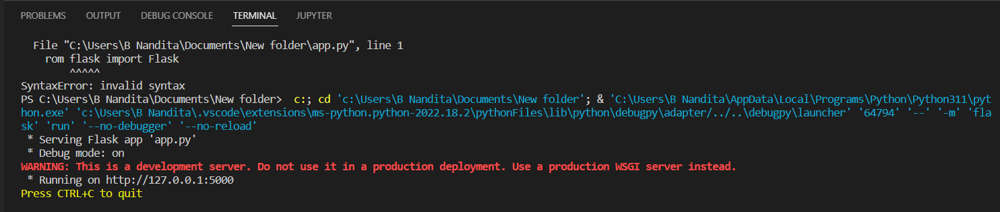 PROBLEMS OUTPUT DEBUG CONSOLE TERMINAL JUPYTER
File "C:\Users\B Nandita\Documents\New folder\app.py", line 1
rom flask import Flask
^^^^^
SyntaxError: invalid syntax
PS C:\Users\B Nandita\Documents\New folder>  c:; cd 'c:\Users\B Nandita\Documents\New folder'; & 'C:\Users\B Nandita\AppData\Local\Programs\Python\Python311\pyt
hon.exe' 'c:\Users\B Nandita\.vscode\extensions\ms-python.python-2022.18.2\pythonFiles\lib\python\debugpy\adapter/../..\debugpy\launcher' '64794' '--' '-m' 'fla
sk' 'run' '--no-debugger' '--no-reload'
* Serving Flask app 'app.py'
* Debug mode: on
WARNING: This is a development server. Do not use it in a production deployment. Use a production WSGI server instead.
* Running on http://127.0.0.1:5000
Press CTRL+C to quit